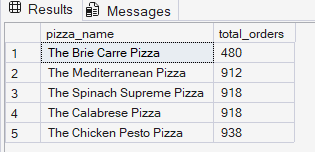 Results Messages
pizza_name total_orders
1 The Brie Carre Pizza 480
2 The Mediterranean Pizza 912
3 The Spinach Supreme Pizza 918
4 The Calabrese Pizza 918
5 The Chicken Pesto Pizza 938